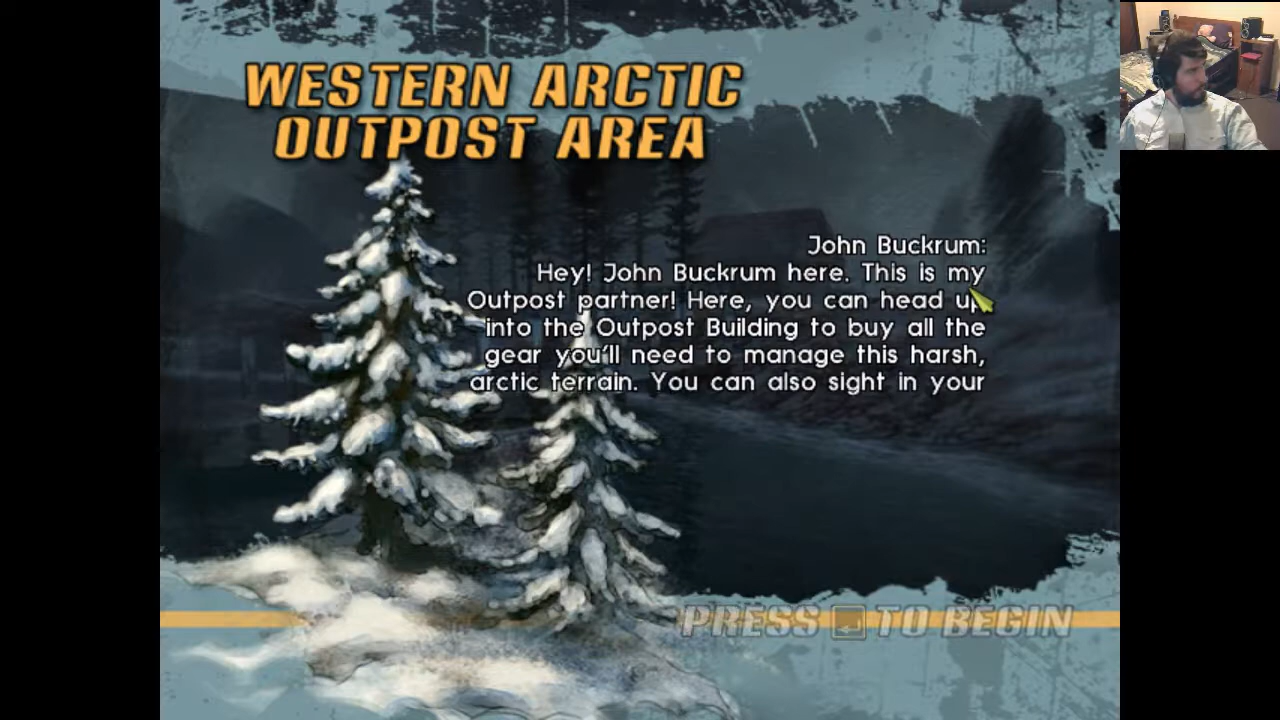 WESTERN ARCTIC
OUTPOST AREA
John Buckrum:
Hey! John Buckrum here. This is my
Outpost partner! Here, you can head up
into the Outpost Building to buy all the
gear you'll need to manage this harsh,
arctic terrain. You can also sight in your
PRESS TO BEGIN